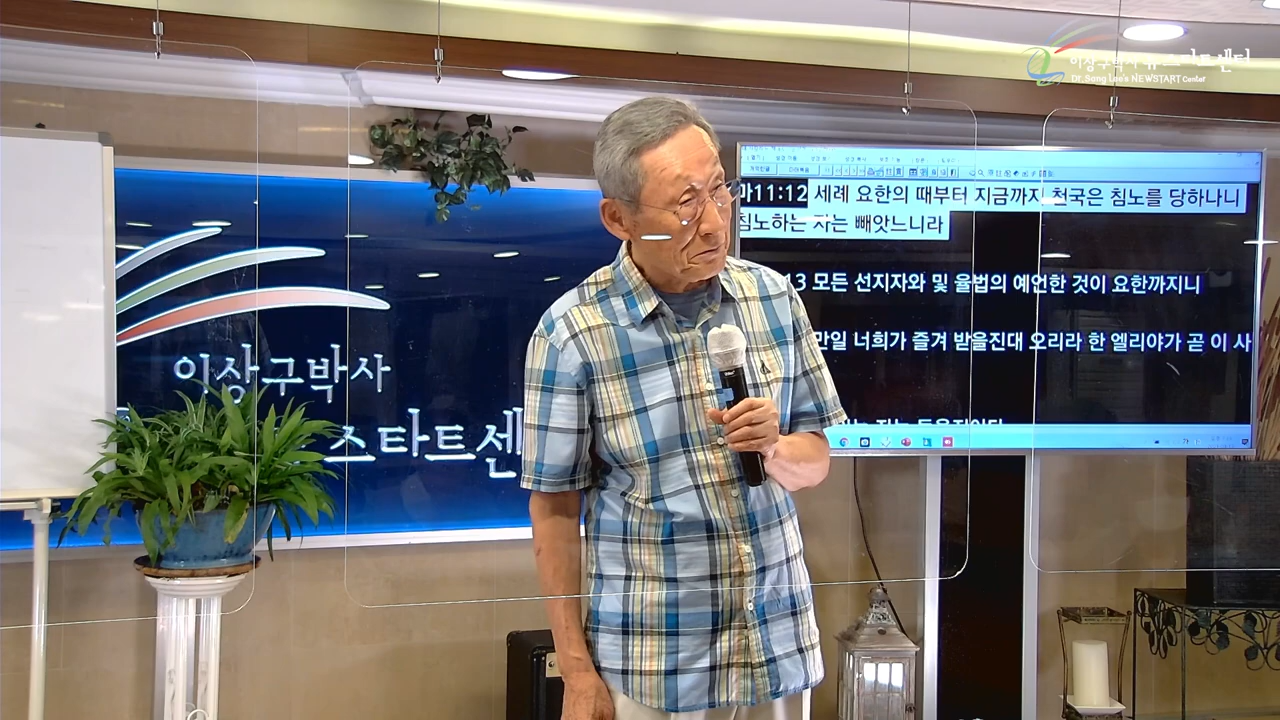 이상구박사 뉴스타트센터
Dr. Sang Lee's NEWSTART Center
마11:12 세례 요한의 때부터 지금까지 천국은 침노를 당하나니
침노하는 자는 빼앗느니라
13 모든 선지자와 및 율법의 예언한 것이 요한까지니
만일 너희가 즐겨 받을진대 오리라 한 엘리야가 곧 이 사
이상구박사
스타트센